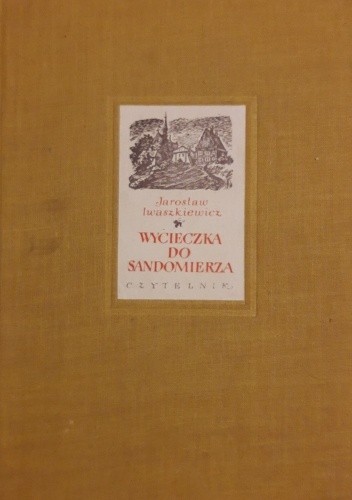 Jarosław
Iwaszkiewicz
WYCIECZKA
DO
SANDOMIERZA
CZYTELNIK